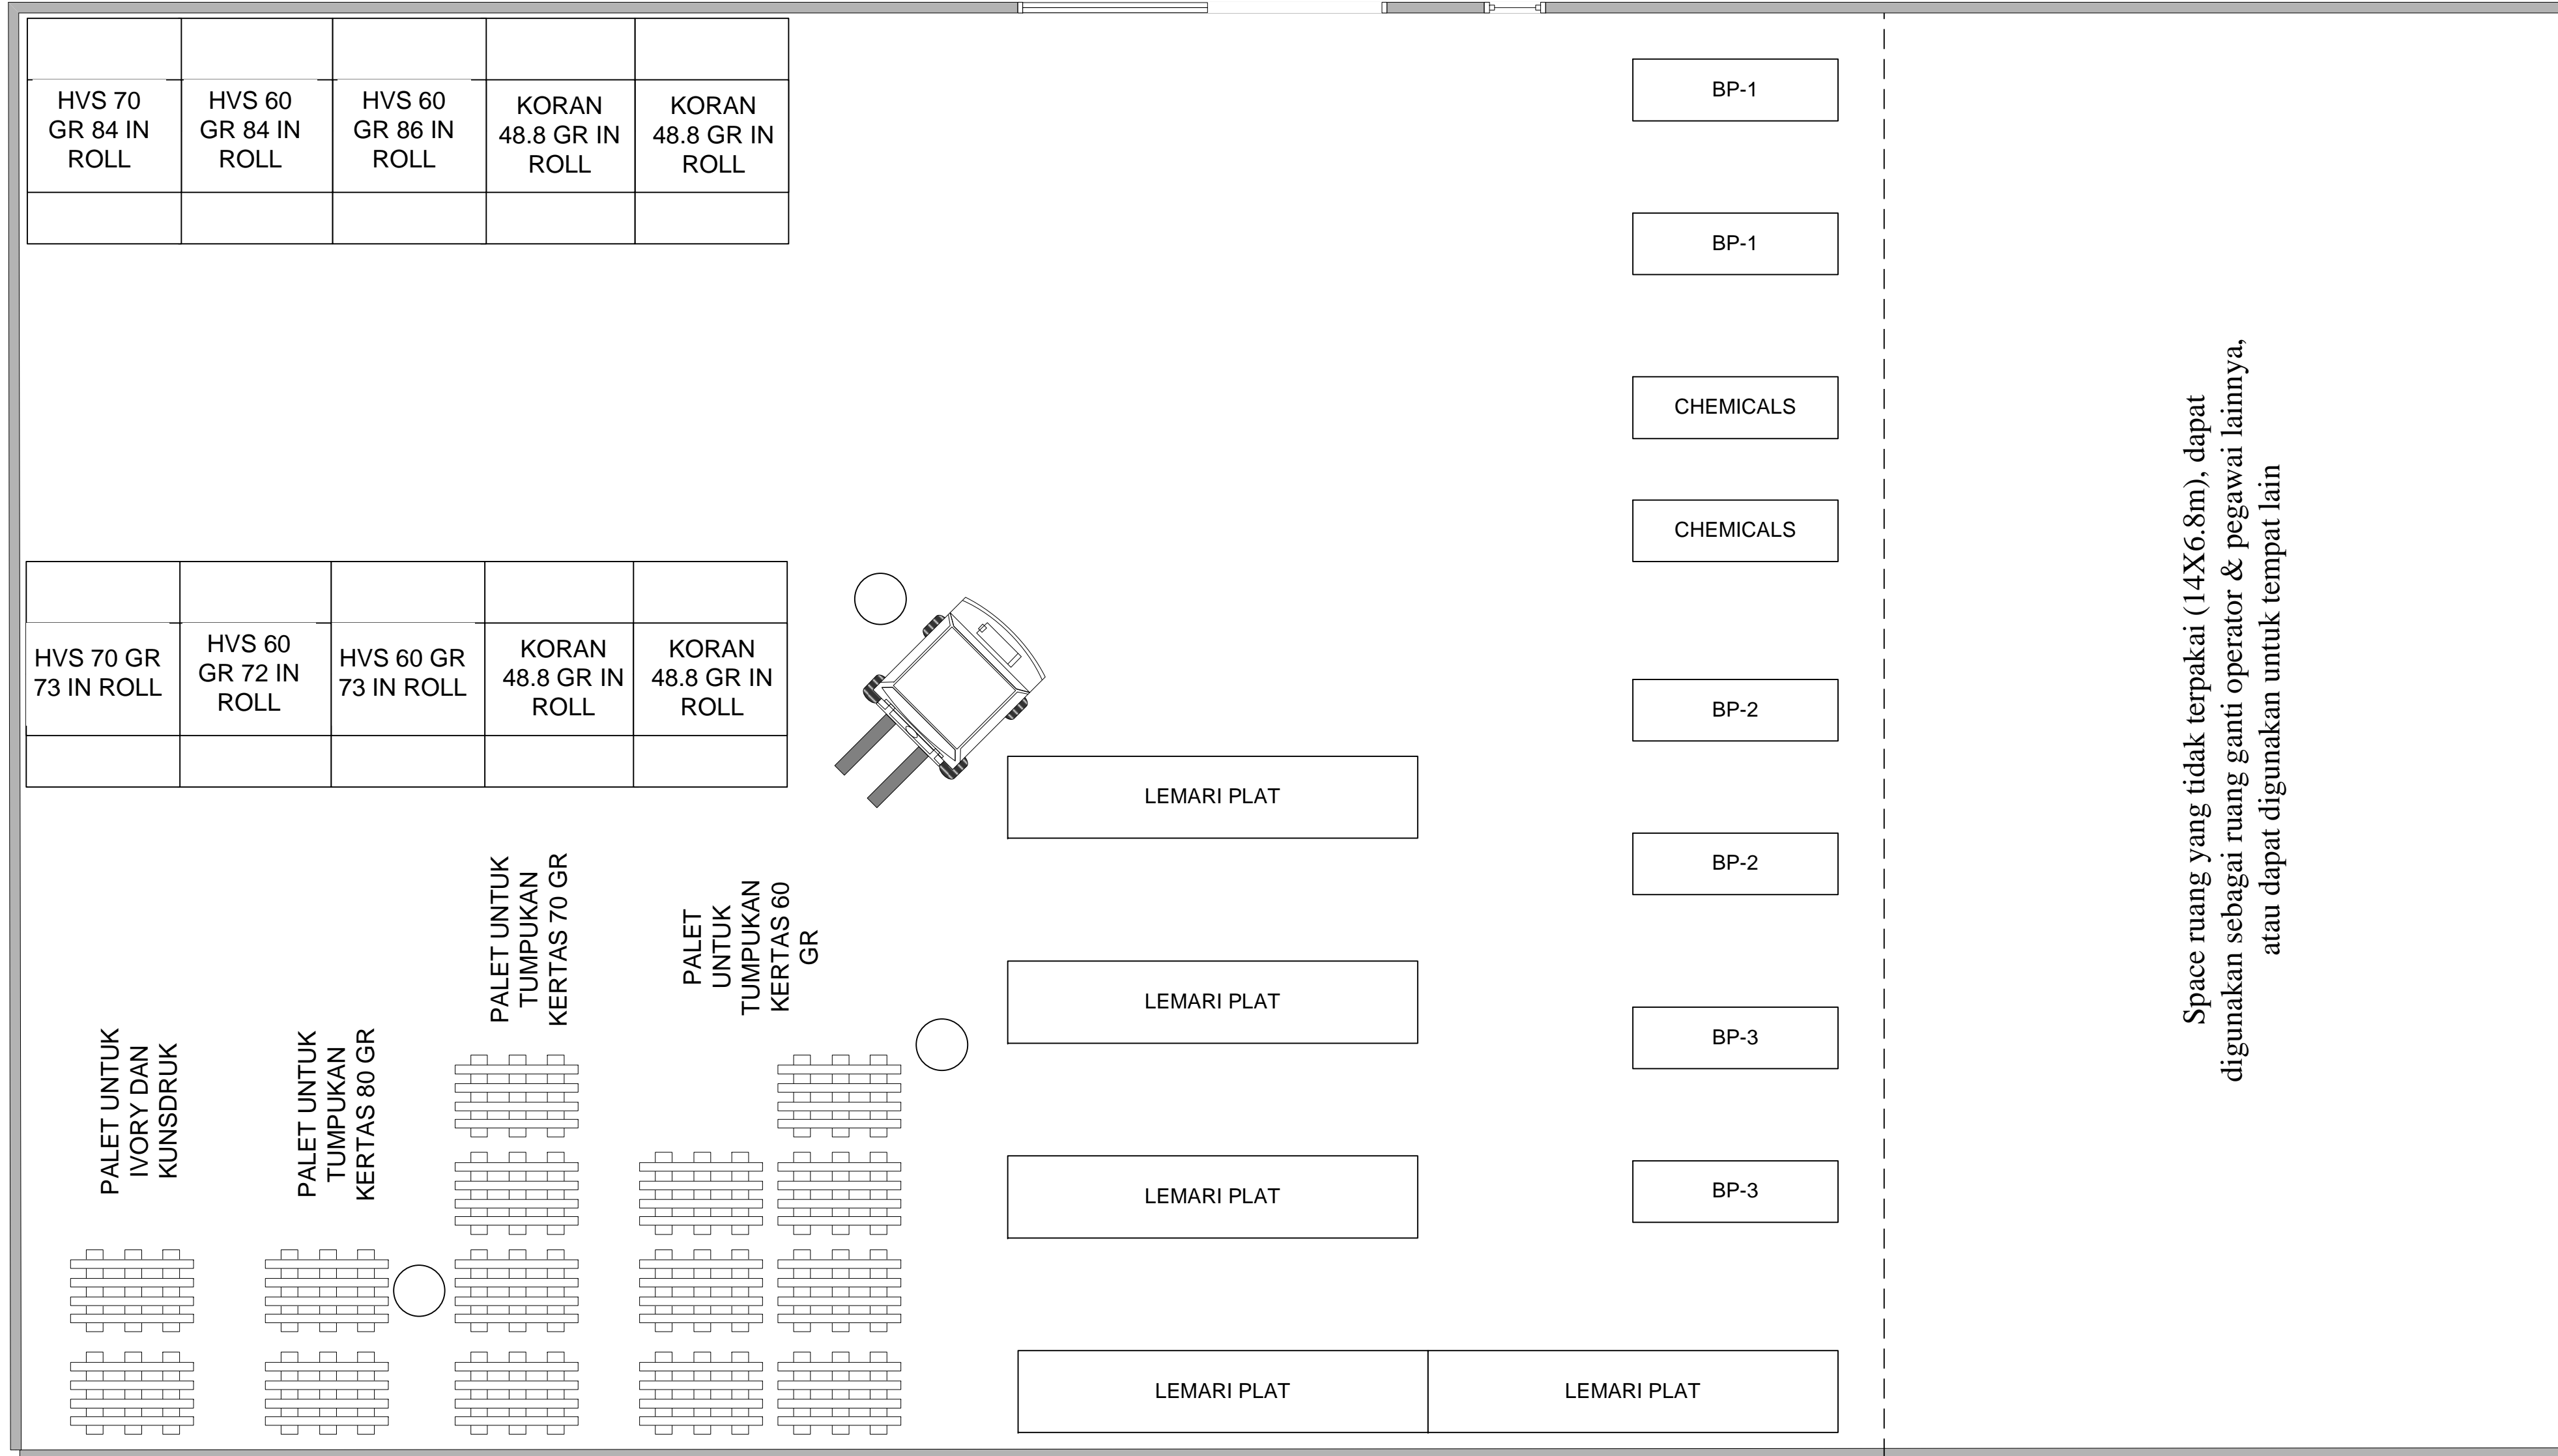 HVS 70
GR 84 IN
ROLL
HVS 60
GR 84 IN
ROLL
HVS 60
GR 86 IN
ROLL
KORAN
48.8 GR IN
ROLL
KORAN
48.8 GR IN
ROLL
BP-1
BP-1
CHEMICALS
CHEMICALS
HVS 70 GR
73 IN ROLL
HVS 60
GR 72 IN
ROLL
HVS 60 GR
73 IN ROLL
KORAN
48.8 GR IN
ROLL
KORAN
48.8 GR IN
ROLL
BP-2
BP-2
BP-3
BP-3
LEMARI PLAT
LEMARI PLAT
LEMARI PLAT
LEMARI PLAT
LEMARI PLAT
PALET UNTUK
IVORY DAN
KUNSDRUK
PALET UNTUK
TUMPUKAN
KERTAS 80 GR
PALET UNTUK
TUMPUKAN
KERTAS 70 GR
PALET
UNTUK
TUMPUKAN
KERTAS 60
GR
Space ruang yang tidak terpakai (14X6.8m), dapat
digunakan sebagai ruang ganti operator & pegawai lainnya,
atau dapat digunakan untuk tempat lain